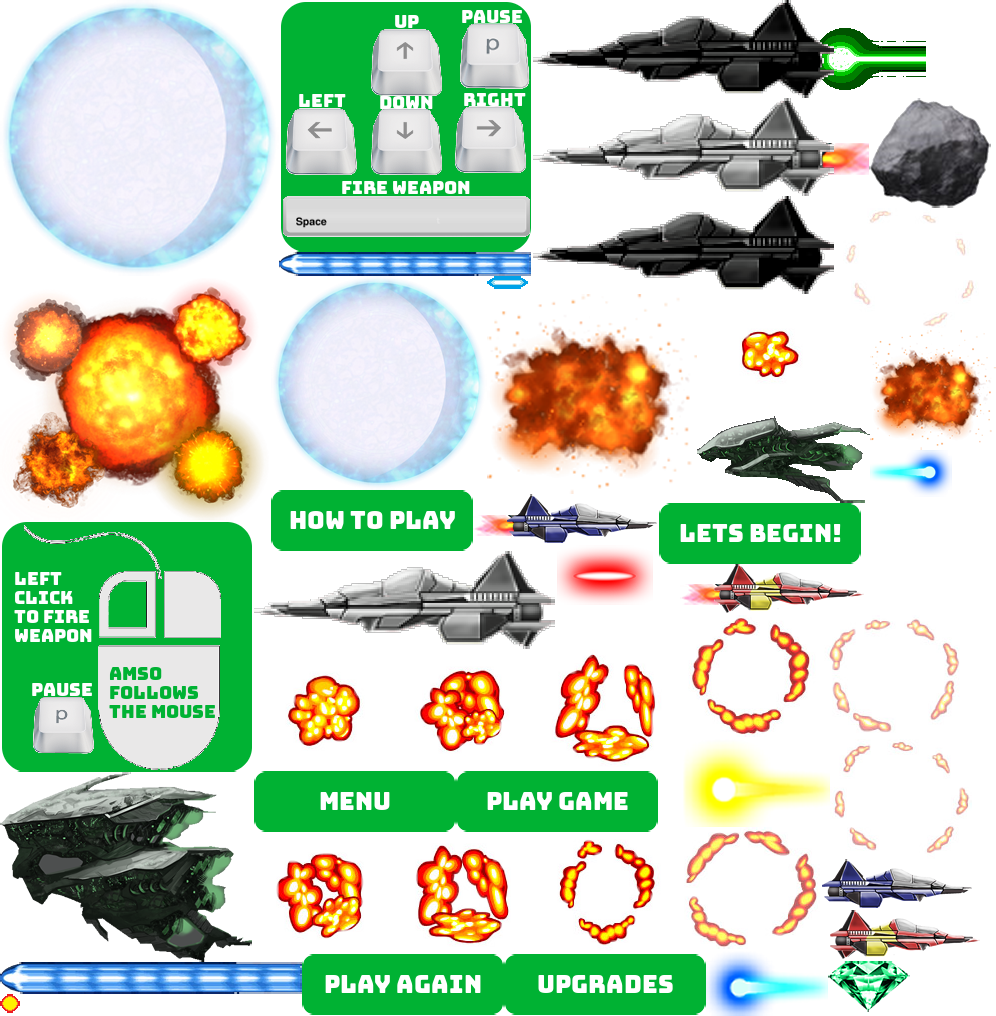 UP
PAUSE
p
LEFT
DOWN
RIGHT
FIRE WEAPON
Space
HOW TO PLAY
LETS BEGIN!
LEFT
CLICK
TO FIRE
WEAPON
PAUSE
p
AMSO
FOLLOWS
THE MOUSE
MENU
PLAY GAME
PLAY AGAIN
UPGRADES